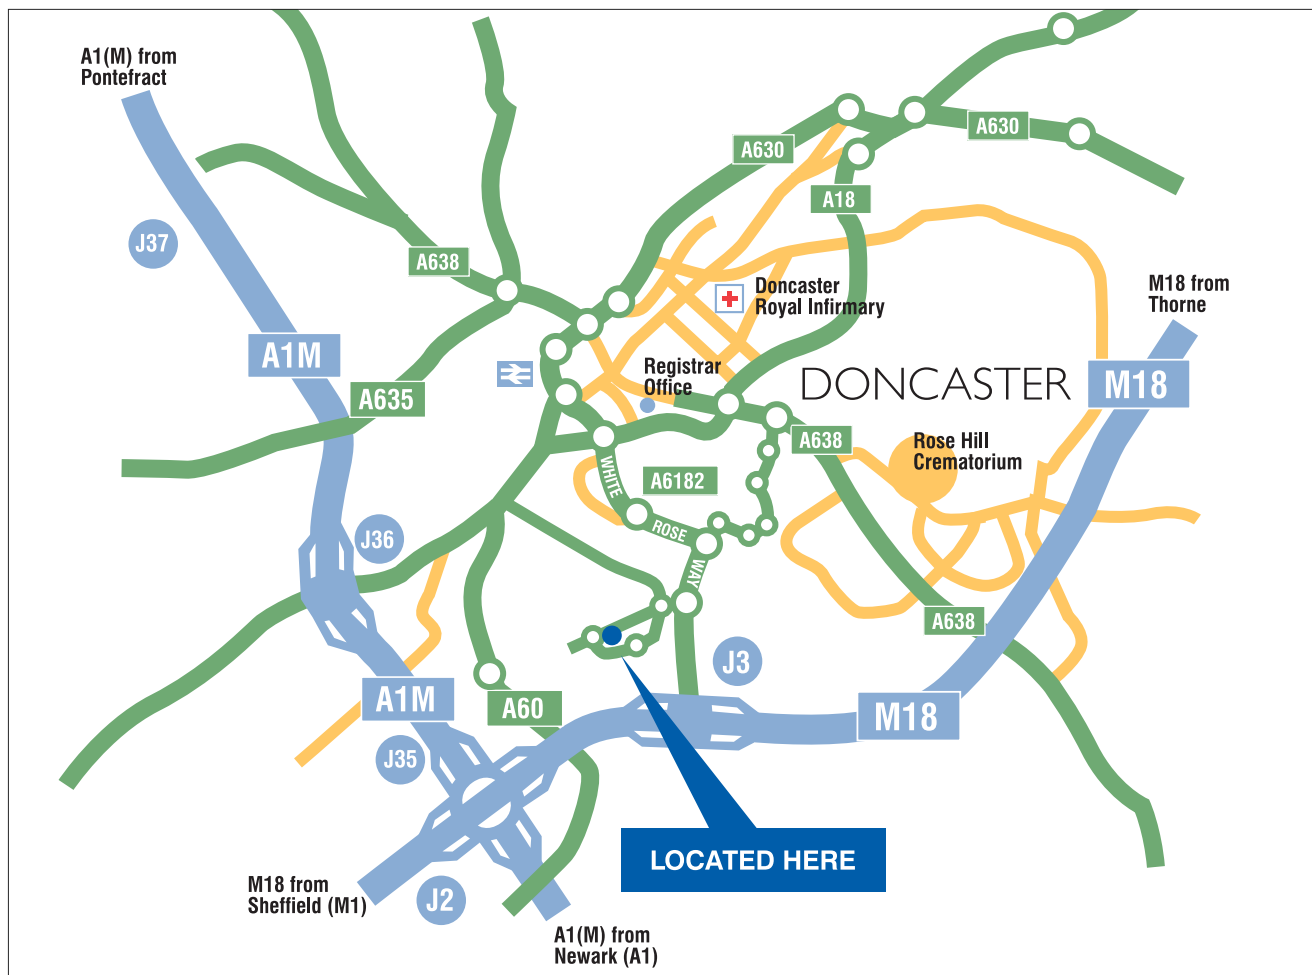 A1(M) from
Pontefract
A630
A630
A18
J37
A638
Doncaster
Royal Infirmary
M18 from
Thorne
A1M
A635
Registrar
Office
DONCASTER
M18
A638
Rose Hill
Crematorium
WHITE
A6182
ROSE
WAY
J36
A638
J3
A1M
A60
M18
J35
LOCATED HERE
M18 from
Sheffield (M1)
J2
A1(M) from
Newark (A1)